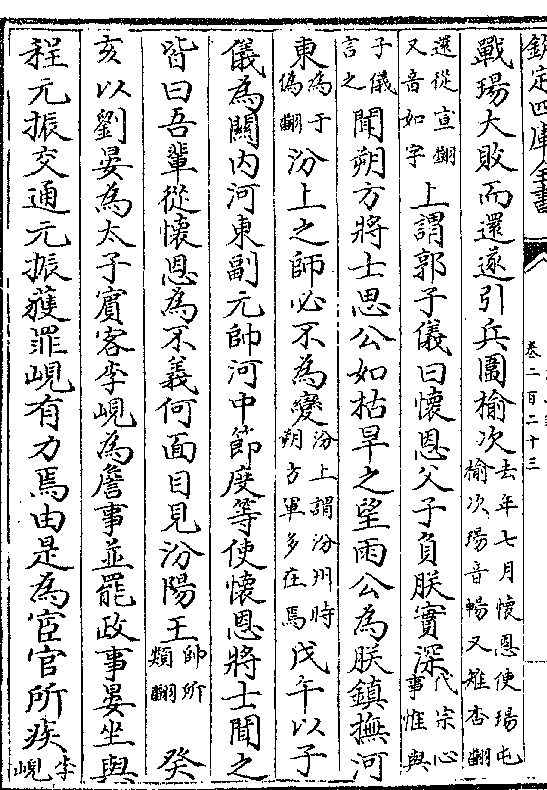 欽定四庫全書
卷二百二十三
戰瑒大敗而還遂引兵圍榆次去年七月懷恩使瑒屯榆次瑒音暢又雉杏翻
還從宣翻又音如字上謂郭子儀曰懷恩父子負朕實深代宗心事惟與
子儀言之聞朔方將士思公如枯旱之望雨公為朕鎮撫河
東為于偽翻汾上之師必不為變汾上謂汾州時朔方軍多在焉戊午以子
儀為關內河東副元帥河中節度等使懷恩將士聞之
皆曰吾輩從懷恩為不義何面目見汾陽王帥所類翻癸
亥以劉晏為太子賓客李峴為詹事並罷政事晏坐與
程元振交通元振獲罪峴有力焉由是為宦官所疾李峴